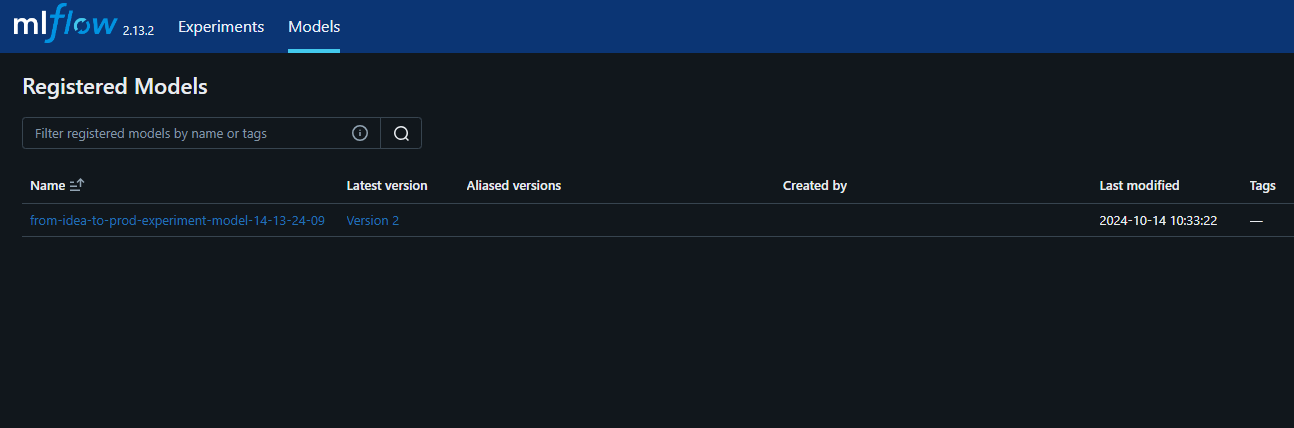 mlflow 2.13.2 Experiments Models
Registered Models
Filter registered models by name or tags
Name Latest version Aliased versions Created by Last modified Tags
from-idea-to-prod-experiment-model-14-13-24-09 Version 2 2024-10-14 10:33:22 —